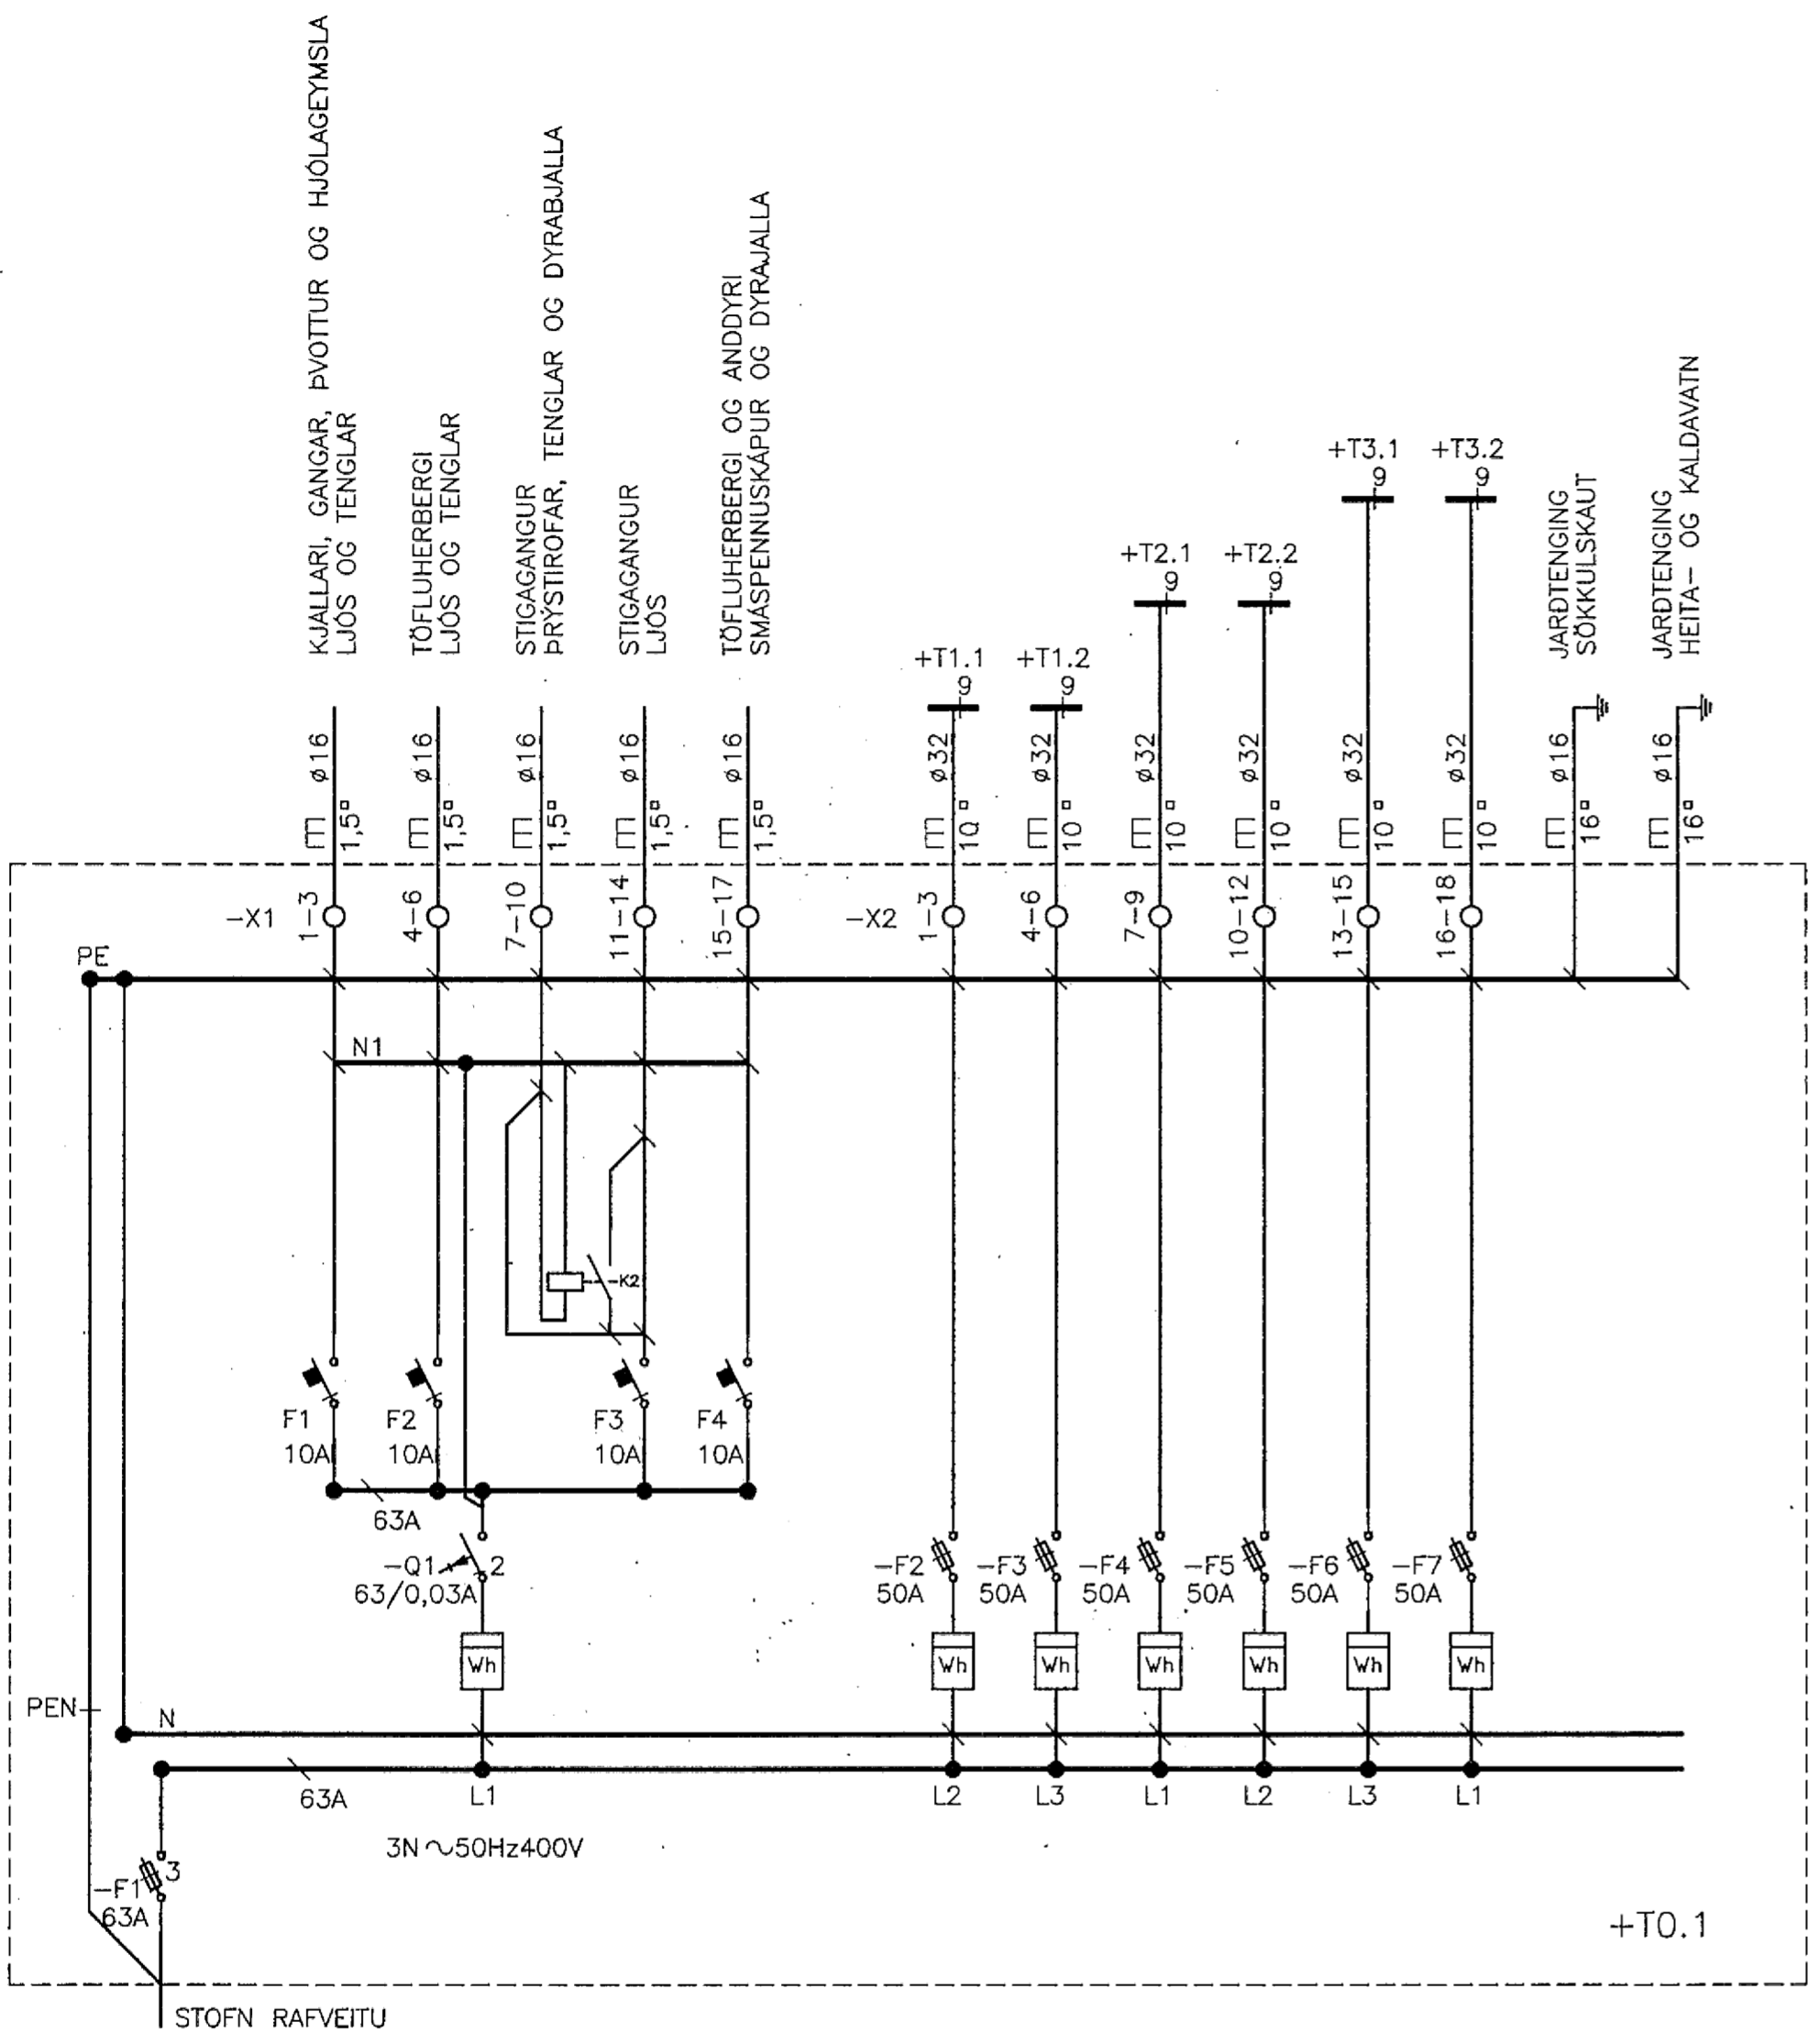 KJALLARI, GANGAR, ÞVOTTUR OG HJÓLAGEYMSLA
LJÓS OG TENGLAR
TÖFLUHERBERGI
LJÓS OG TENGLAR
STIGAGANGUR
ÞRÝSTIROFAR, TENGLAR OG DYRABJALLA
STIGAGANGUR
LJÓS
TÖFLUHERBERGI OG ANDDYRI
SMÁSPENNUSKÁPUR OG DYRAJALLA
+T1.1
9
+T1.2
9
+T2.1
9
+T2.2
9
+T3.1
9
+T3.2
9
JARÐTENGING
SÖKKULSKAUT
JARÐTENGING
HEITA- OG KALDAVATN
ø16
1,5□
ø16
1,5□
ø16
1,5□
ø16
1,5□
ø16
1,5□
ø32
10□
ø32
10□
ø32
10□
ø32
10□
ø32
10□
ø32
10□
ø16
16□
ø16
16□
-X1
1-3
4-6
7-10
11-14
15-17
-X2
1-3
4-6
7-9
10-12
13-15
16-18
PE
N1
-K2
F1
10A
F2
10A
F3
10A
F4
10A
63A
-Q1
2
63/0,03A
-F2
50A
-F3
50A
-F4
50A
-F5
50A
-F6
50A
-F7
50A
Wh
Wh
Wh
Wh
Wh
Wh
Wh
PEN
N
63A
L1
L2
L3
L1
L2
L3
L1
3N ~50Hz400V
3
-F1
63A
+T0.1
STOFN RAFVEITU